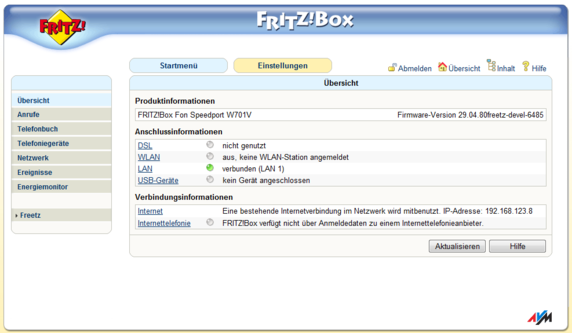 FRITZ!
FRITZ!Box
Startmenü
Einstellungen
Abmelden
Übersicht
Inhalt
Hilfe
Übersicht
Anrufe
Telefonbuch
Telefoniegeräte
Netzwerk
Ereignisse
Energiemonitor
Freetz
Übersicht
Produktinformationen
FRITZ!Box Fon Speedport W701V Firmware-Version 29.04.80freetz-devel-6485
Anschlussinformationen
DSL nicht genutzt
WLAN aus, keine WLAN-Station angemeldet
LAN verbunden (LAN 1)
USB-Geräte kein Gerät angeschlossen
Verbindungsinformationen
Internet Eine bestehende Internetverbindung im Netzwerk wird mitbenutzt. IP-Adresse: 192.168.123.8
Internettelefonie FRITZ!Box verfügt nicht über Anmeldedaten zu einem Internettelefonieanbieter.
Aktualisieren
Hilfe
AVM